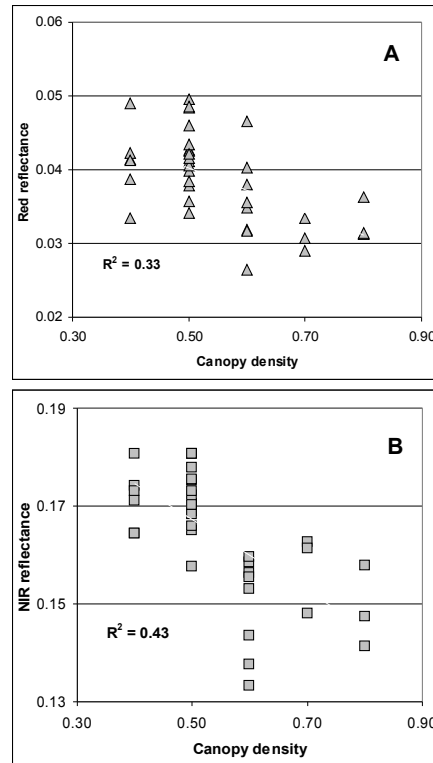 0.06
A
0.05
Red reflectance
0.04
0.03
R² = 0.33
0.02
0.30 0.50 0.70 0.90
Canopy density
0.19
B
0.17
NIR reflectance
0.15
R² = 0.43
0.13
0.30 0.50 0.70 0.90
Canopy density